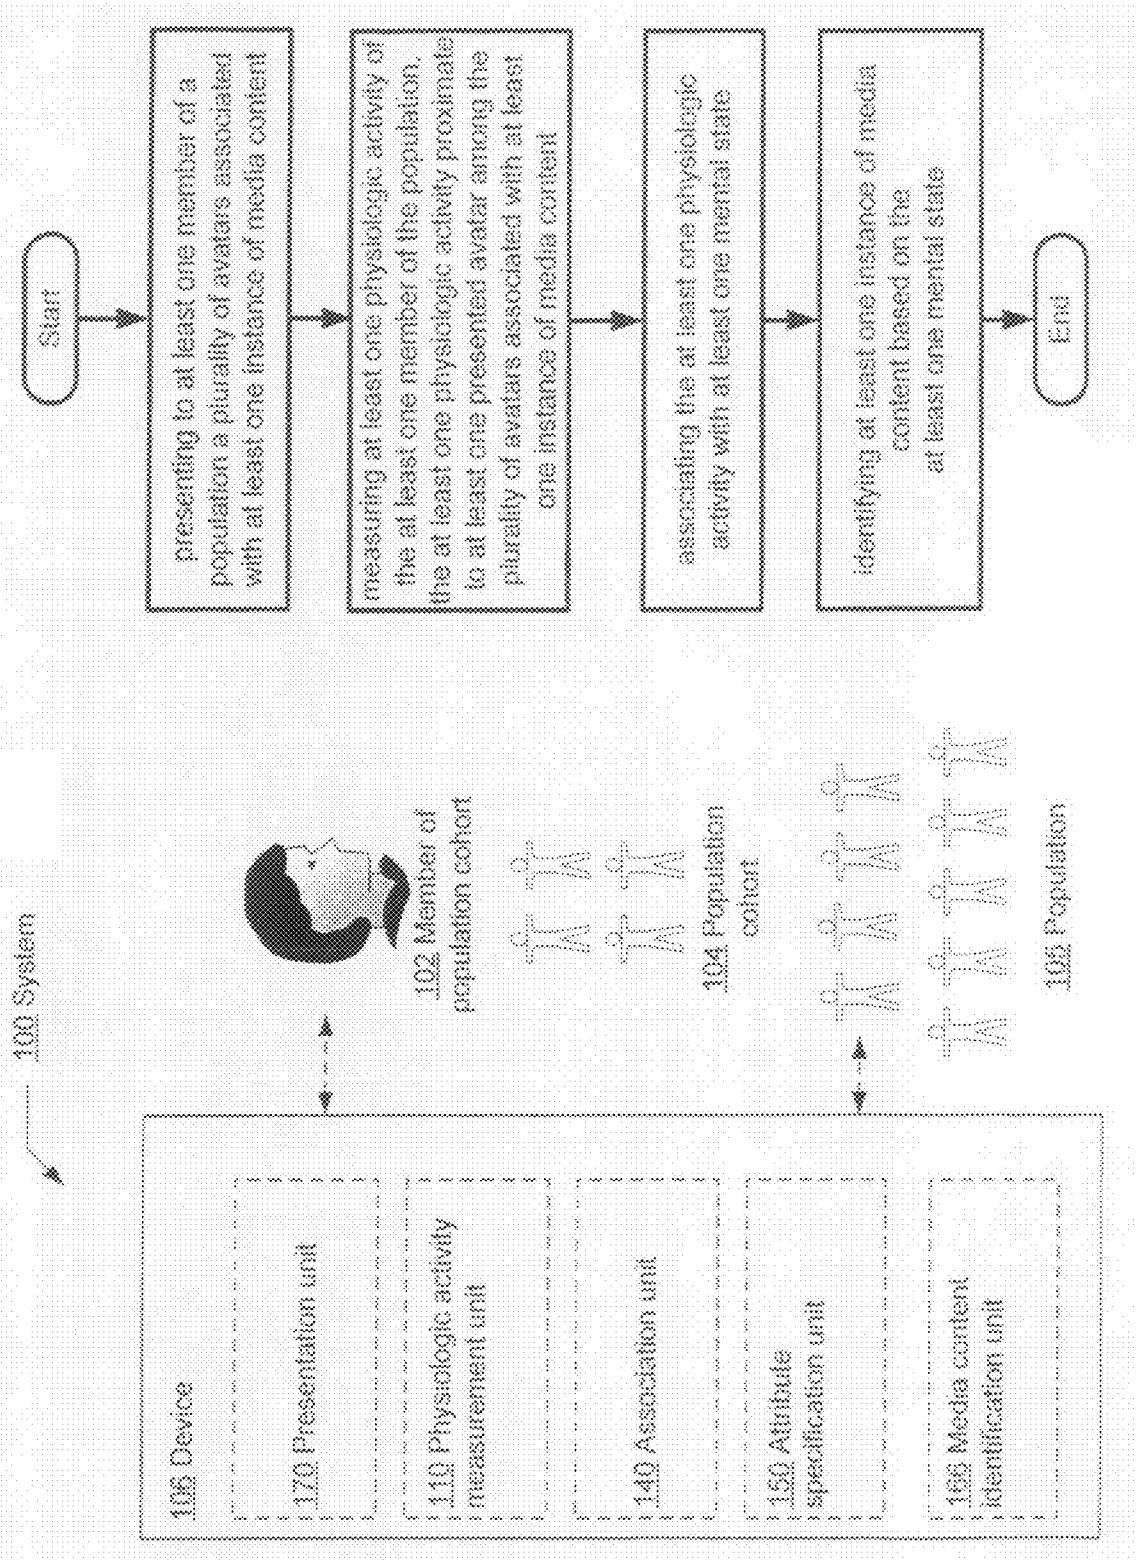 100 System
106 Device
170 Presentation unit
110 Physiologic activity
measurement unit
140 Association unit
150 Attribute
specification unit
166 Media content
identification unit
102 Member of
population cohort
104 Population
cohort
105 Population
Start
presenting to at least one member of a
population a plurality of avatars associated
with at least one instance of media content
measuring at least one physiologic activity of
the at least one member of the population,
the at least one physiologic activity proximate
to at least one presented avatar among the
plurality of avatars associated with at least
one instance of media content
associating the at least one physiologic
activity with at least one mental state
identifying at least one instance of media
content based on the
at least one mental state
End